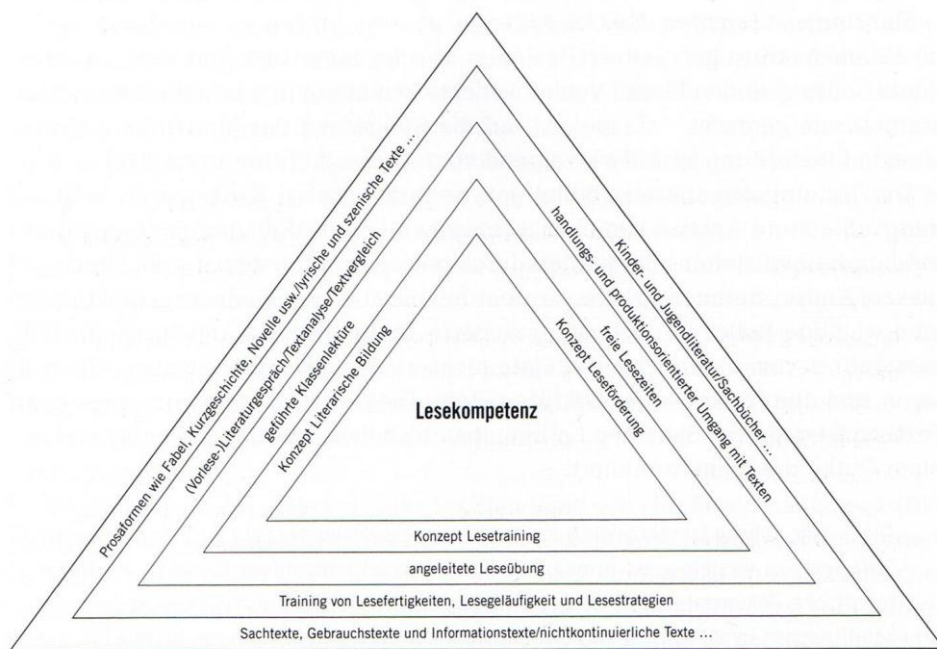 Prosaformen wie Fabel, Kurzgeschichte, Novelle usw./lyrische und szenische Texte ...
(Vorlese-)Literaturgespräch/Textanalyse/Textvergleich
geführte Klassenlektüre
Konzept Literarische Bildung
Kinder- und Jugendliteratur/Sachbücher ...
handlungs- und produktionsorientierter Umgang mit Texten
freie Lesezeiten
Konzept Leseförderung
Lesekompetenz
Konzept Lesetraining
angeleitete Leseübung
Training von Lesefertigkeiten, Lesegeläufigkeit und Lesestrategien
Sachtexte, Gebrauchstexte und Informationstexte/nichtkontinuierliche Texte ...